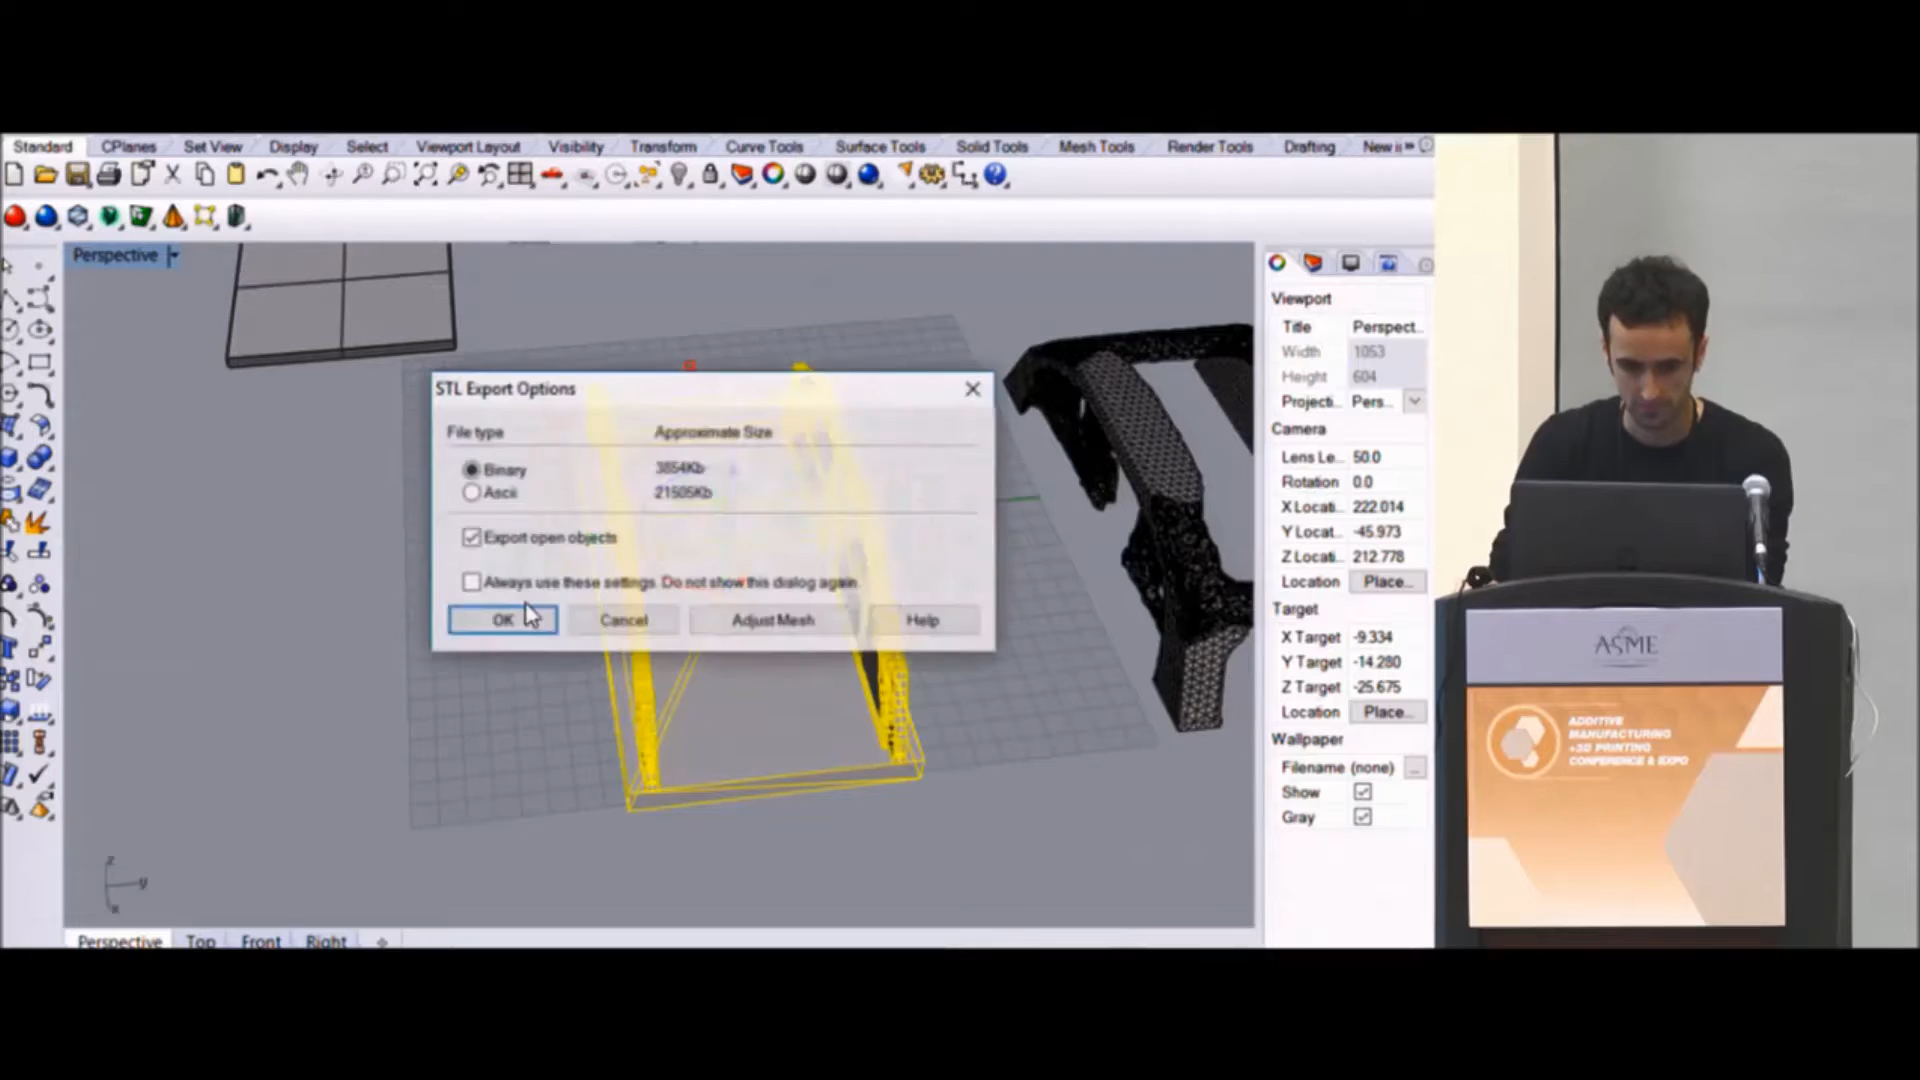 Standard CPlanes Set View Display Select Viewport Layout Visibility Transform Curve Tools Surface Tools Solid Tools Mesh Tools Render Tools Drafting New i
Perspective
STL Export Options
File type Approximate Size
Binary 3854Kb
Ascii 21505Kb
Export open objects
Always use these settings. Do not show this dialog again
OK Cancel Adjust Mesh Help
z
y
x
Perspective Top Front Right
Viewport
Title Perspect...
Width 1053
Height 604
Projecti... Pers...
Camera
Lens Le... 50.0
Rotation 0.0
X Locati... 222.014
Y Locat... -45.973
Z Locat... 212.778
Location Place...
Target
X Target -9.334
Y Target -14.280
Z Target -25.675
Location Place...
Wallpaper
Filename (none) ...
Show
Gray
ASME
ADDITIVE
MANUFACTURING
+3D PRINTING
CONFERENCE & EXPO